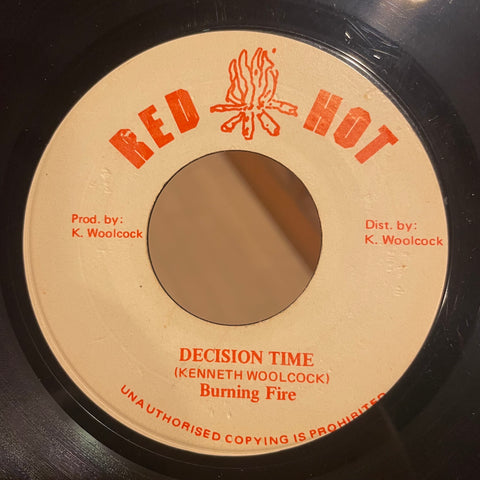 RED HOT
Prod. by:
K. Woolcock
Dist. by:
K. Woolcock
DECISION TIME
(KENNETH WOOLCOCK)
Burning Fire
UNAUTHORISED COPYING IS PROHIBITED